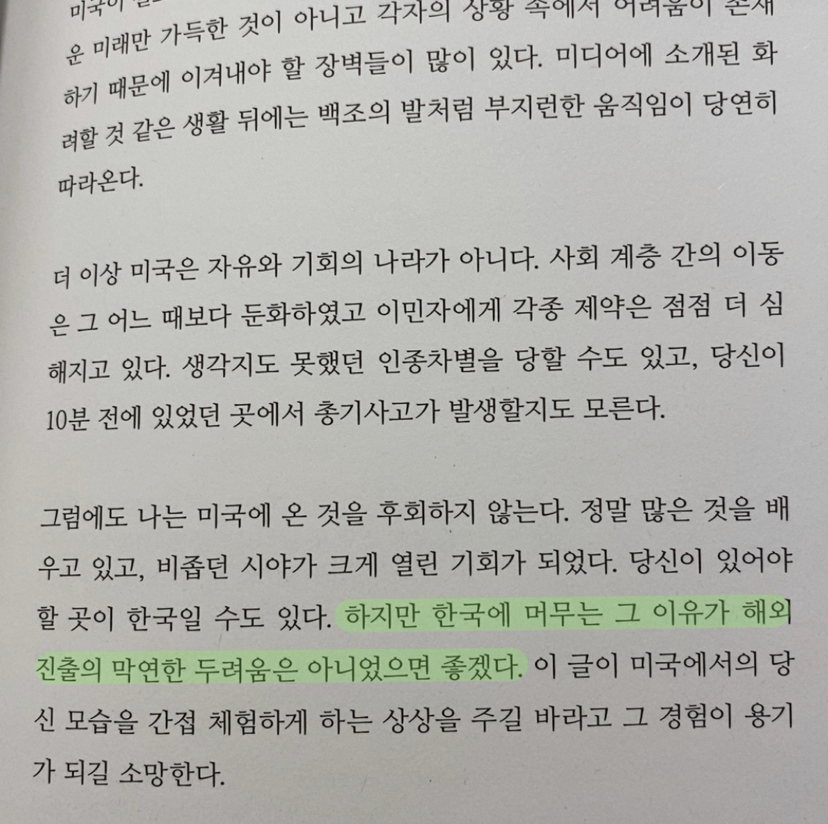 미국이
운 미래만 가득한 것이 아니고 각자의 상황 속에서 어려움이 존재
하기 때문에 이겨내야 할 장벽들이 많이 있다. 미디어에 소개된 화
려할 것 같은 생활 뒤에는 백조의 발처럼 부지런한 움직임이 당연히
따라온다.
더 이상 미국은 자유와 기회의 나라가 아니다. 사회 계층 간의 이동
은 그 어느 때보다 둔화하였고 이민자에게 각종 제약은 점점 더 심
해지고 있다. 생각지도 못했던 인종차별을 당할 수도 있고, 당신이
10분 전에 있었던 곳에서 총기사고가 발생할지도 모른다.
그럼에도 나는 미국에 온 것을 후회하지 않는다. 정말 많은 것을 배
우고 있고, 비좁던 시야가 크게 열린 기회가 되었다. 당신이 있어야
할 곳이 한국일 수도 있다. 하지만 한국에 머무는 그 이유가 해외
진출의 막연한 두려움은 아니었으면 좋겠다. 이 글이 미국에서의 당
신 모습을 간접 체험하게 하는 상상을 주길 바라고 그 경험이 용기
가 되길 소망한다.